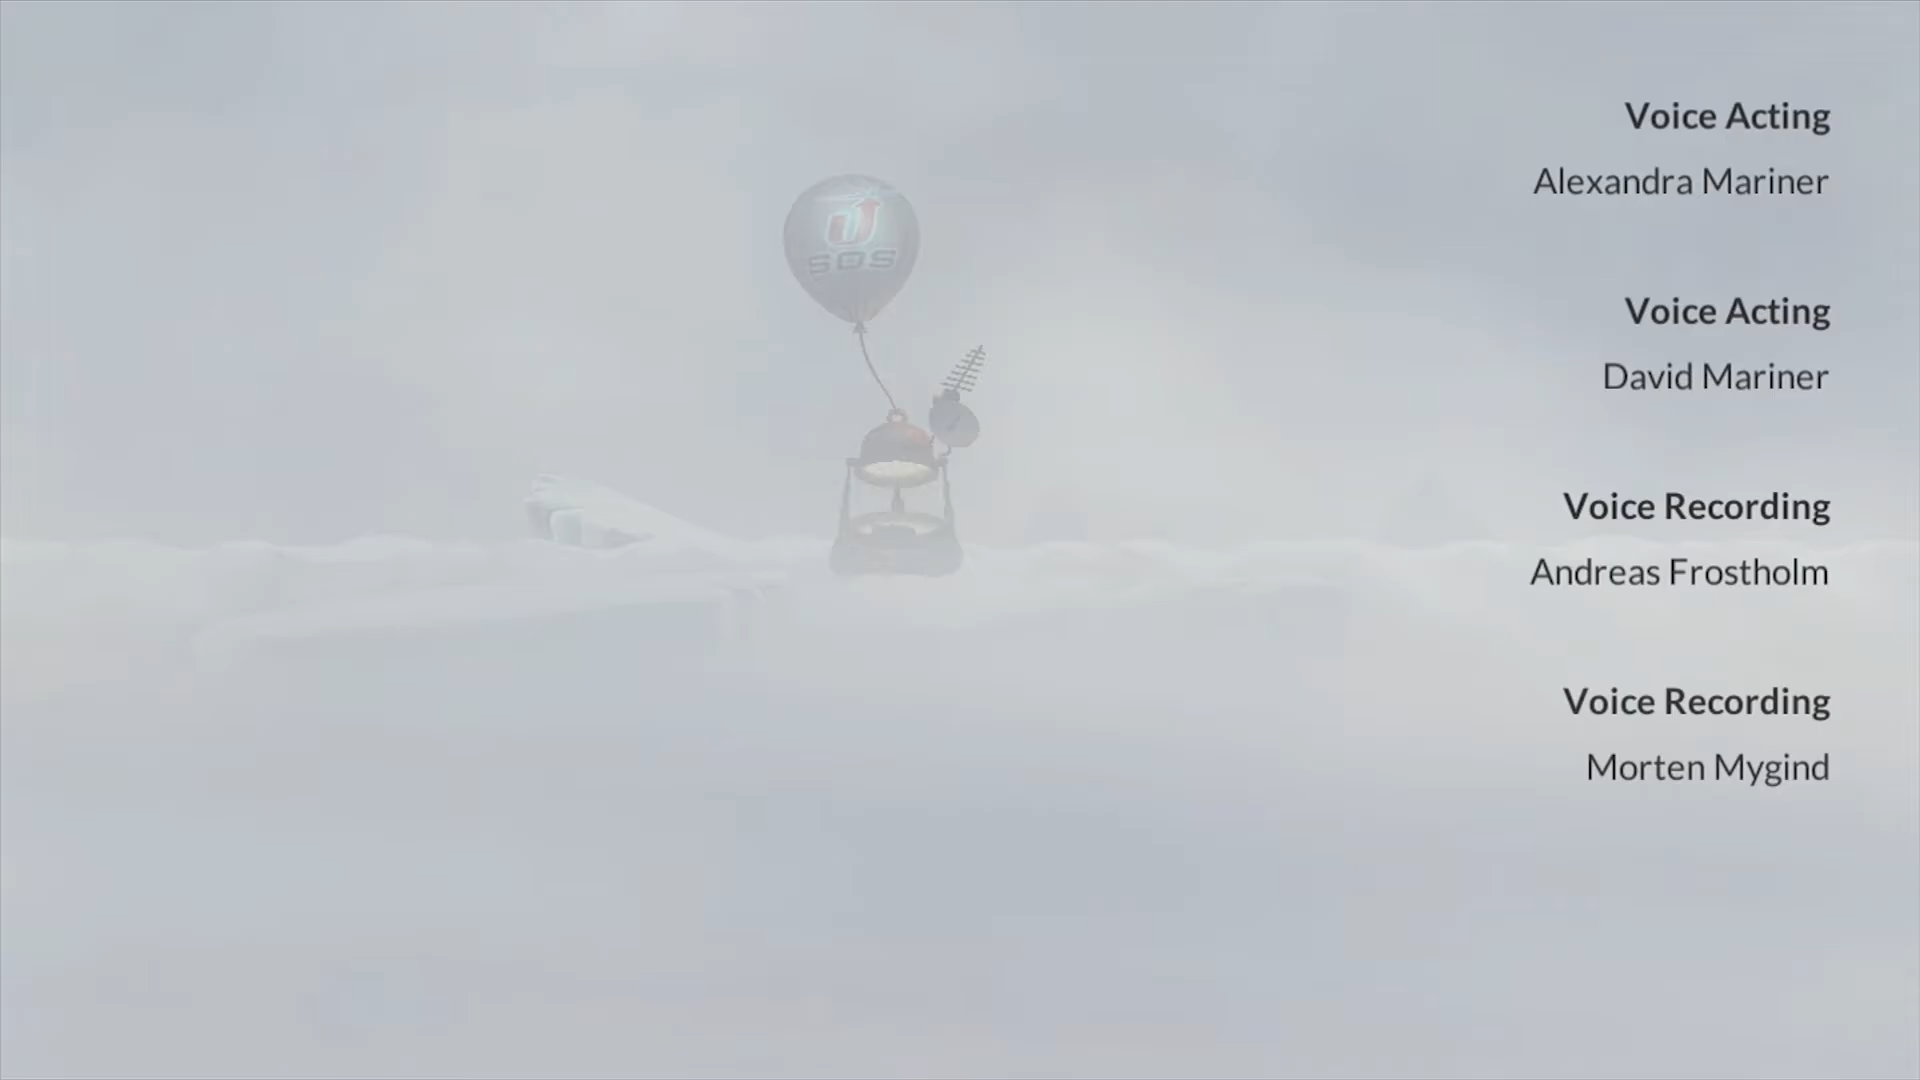 U
SOS
Voice Acting
Alexandra Mariner
Voice Acting
David Mariner
Voice Recording
Andreas Frostholm
Voice Recording
Morten Mygind